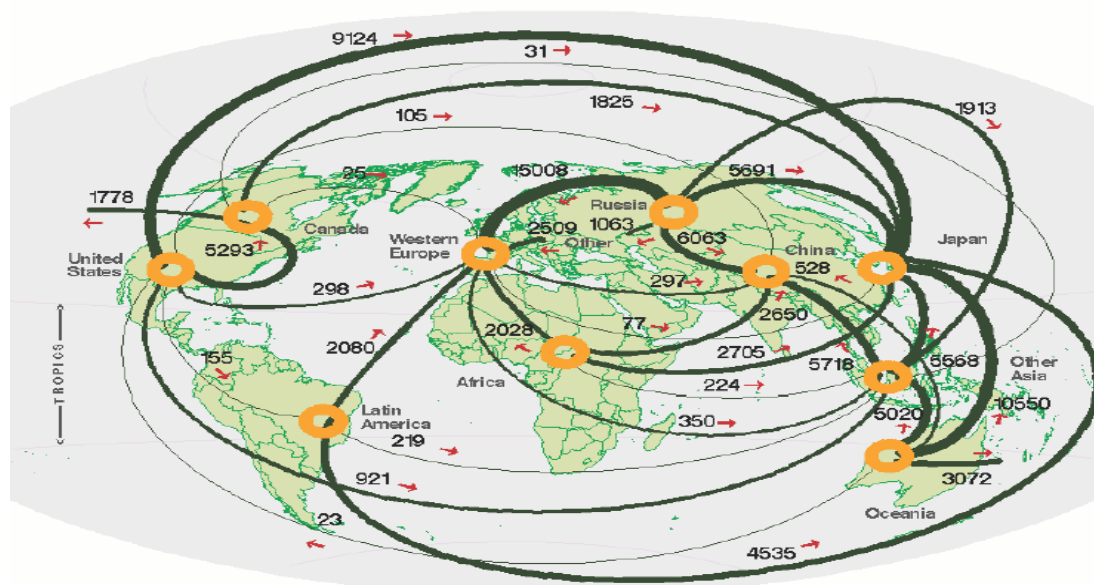 9124
31
1913
1825
105
25
15008
5691
1778
Russia
1063
Canada
2509
Western
Europe
Other
6063
5293
China
Japan
United
States
528
298
297
2650
TROPICS
2080
2028
77
2705
155
Africa
5718
5568
Other
Asia
224
Latin
America
350
5020
10550
219
921
3072
Oceania
23
4535